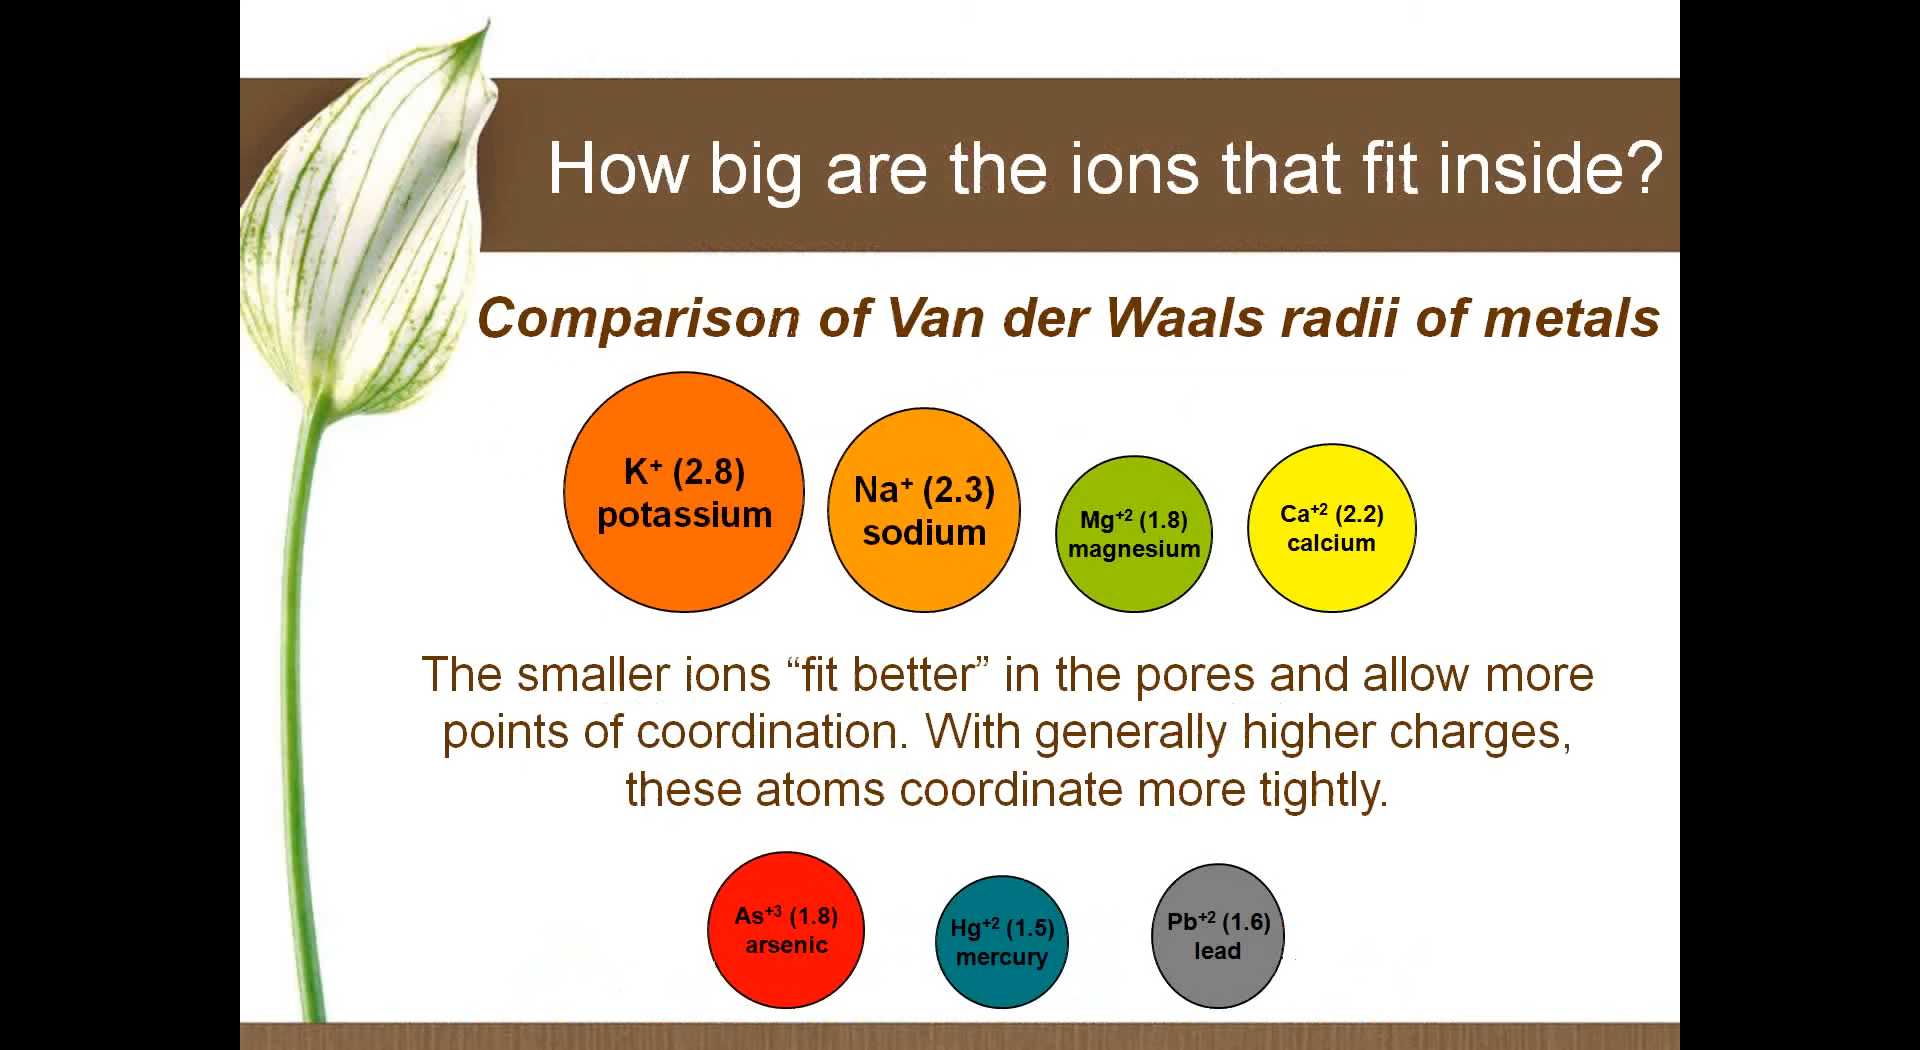 How big are the ions that fit inside?
Comparison of Van der Waals radii of metals
K⁺ (2.8)
potassium
Na⁺ (2.3)
sodium
Mg⁺² (1.8)
magnesium
Ca⁺² (2.2)
calcium
The smaller ions “fit better” in the pores and allow more
points of coordination. With generally higher charges,
these atoms coordinate more tightly.
As⁺³ (1.8)
arsenic
Hg⁺² (1.5)
mercury
Pb⁺² (1.6)
lead